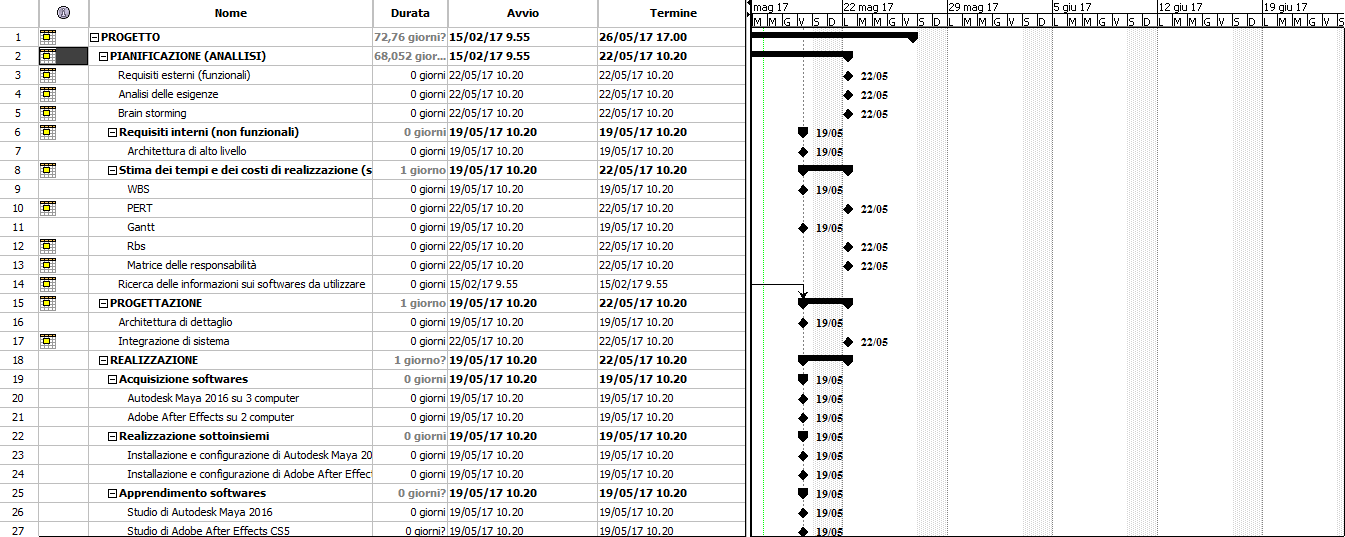 Nome Durata Avvio Termine mag 17 22 mag 17 29 mag 17 5 giu 17 12 giu 17 19 giu 17
M M G V S D L M M G V S D L M M G V S D L M M G V S D L M M G V S D L M M G V S
1 PROGETTO 72,76 giorni? 15/02/17 9.55 26/05/17 17.00
2 PIANIFICAZIONE (ANALLISI) 68,052 gior... 15/02/17 9.55 22/05/17 10.20
3 Requisiti esterni (funzionali) 0 giorni 22/05/17 10.20 22/05/17 10.20 22/05
4 Analisi delle esigenze 0 giorni 22/05/17 10.20 22/05/17 10.20 22/05
5 Brain storming 0 giorni 22/05/17 10.20 22/05/17 10.20 22/05
6 Requisiti interni (non funzionali) 0 giorni 19/05/17 10.20 19/05/17 10.20 19/05
7 Architettura di alto livello 0 giorni 19/05/17 10.20 19/05/17 10.20 19/05
8 Stima dei tempi e dei costi di realizzazione (s 1 giorno 19/05/17 10.20 22/05/17 10.20
9 WBS 0 giorni 19/05/17 10.20 19/05/17 10.20 19/05
10 PERT 0 giorni 22/05/17 10.20 22/05/17 10.20 22/05
11 Gantt 0 giorni 19/05/17 10.20 19/05/17 10.20 19/05
12 Rbs 0 giorni 22/05/17 10.20 22/05/17 10.20 22/05
13 Matrice delle responsabilità 0 giorni 22/05/17 10.20 22/05/17 10.20 22/05
14 Ricerca delle informazioni sui softwares da utilizzare 0 giorni 15/02/17 9.55 15/02/17 9.55
15 PROGETTAZIONE 1 giorno 19/05/17 10.20 22/05/17 10.20
16 Architettura di dettaglio 0 giorni 19/05/17 10.20 19/05/17 10.20 19/05
17 Integrazione di sistema 0 giorni 22/05/17 10.20 22/05/17 10.20 22/05
18 REALIZZAZIONE 1 giorno? 19/05/17 10.20 22/05/17 10.20
19 Acquisizione softwares 0 giorni 19/05/17 10.20 19/05/17 10.20 19/05
20 Autodesk Maya 2016 su 3 computer 0 giorni 19/05/17 10.20 19/05/17 10.20 19/05
21 Adobe After Effects su 2 computer 0 giorni 19/05/17 10.20 19/05/17 10.20 19/05
22 Realizzazione sottoinsiemi 0 giorni 19/05/17 10.20 19/05/17 10.20 19/05
23 Installazione e configurazione di Autodesk Maya 20 0 giorni 19/05/17 10.20 19/05/17 10.20 19/05
24 Installazione e configurazione di Adobe After Effec 0 giorni 19/05/17 10.20 19/05/17 10.20 19/05
25 Apprendimento softwares 0 giorni? 19/05/17 10.20 19/05/17 10.20 19/05
26 Studio di Autodesk Maya 2016 0 giorni 19/05/17 10.20 19/05/17 10.20 19/05
27 Studio di Adobe After Effects CS5 0 giorni? 19/05/17 10.20 19/05/17 10.20 19/05